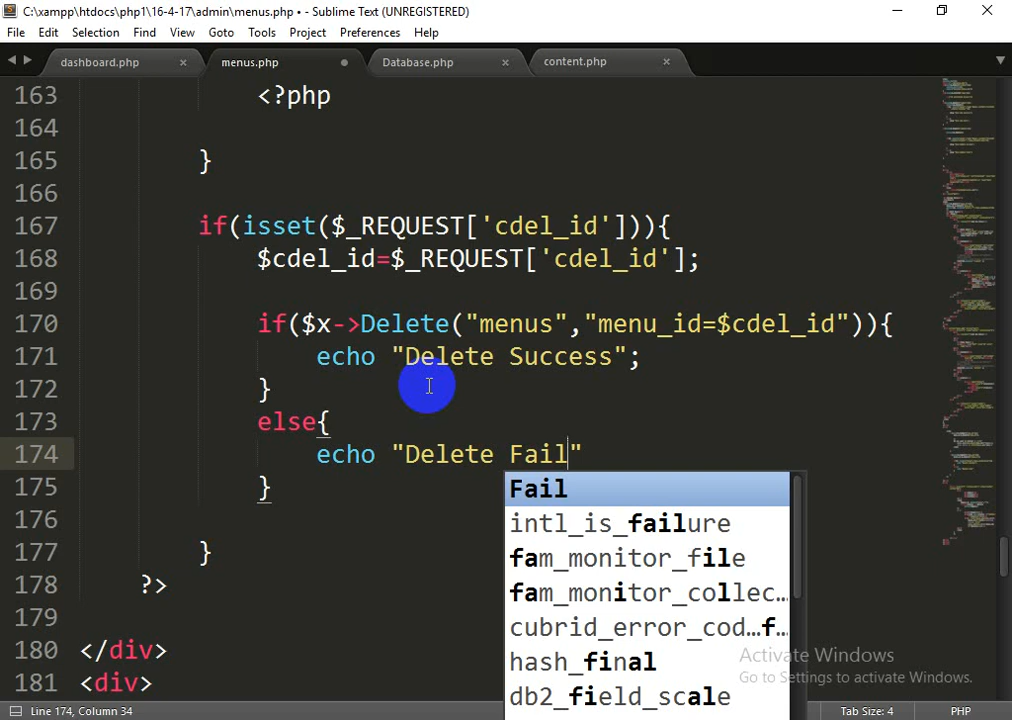 C:\xampp\htdocs\php1\16-4-17\admin\menus.php • - Sublime Text (UNREGISTERED)
File Edit Selection Find View Goto Tools Project Preferences Help
dashboard.php menus.php Database.php content.php
163 <?php
164
165 }
166
167 if(isset($_REQUEST['cdel_id'])){
168 $cdel_id=$_REQUEST['cdel_id'];
169
170 if($x->Delete("menus","menu_id=$cdel_id")){
171 echo "Delete Success";
172 }
173 else{
174 echo "Delete Fail"
175 }
176
177 }
178 ?>
179
180 </div>
181 <div>
Fail
intl_is_failure
fam_monitor_file
fam_monitor_collec…
cubrid_error_cod…f…
hash_final
db2_field_scale
Activate Windows
Go to Settings to activate Windows.
Line 174, Column 34 Tab Size: 4 PHP